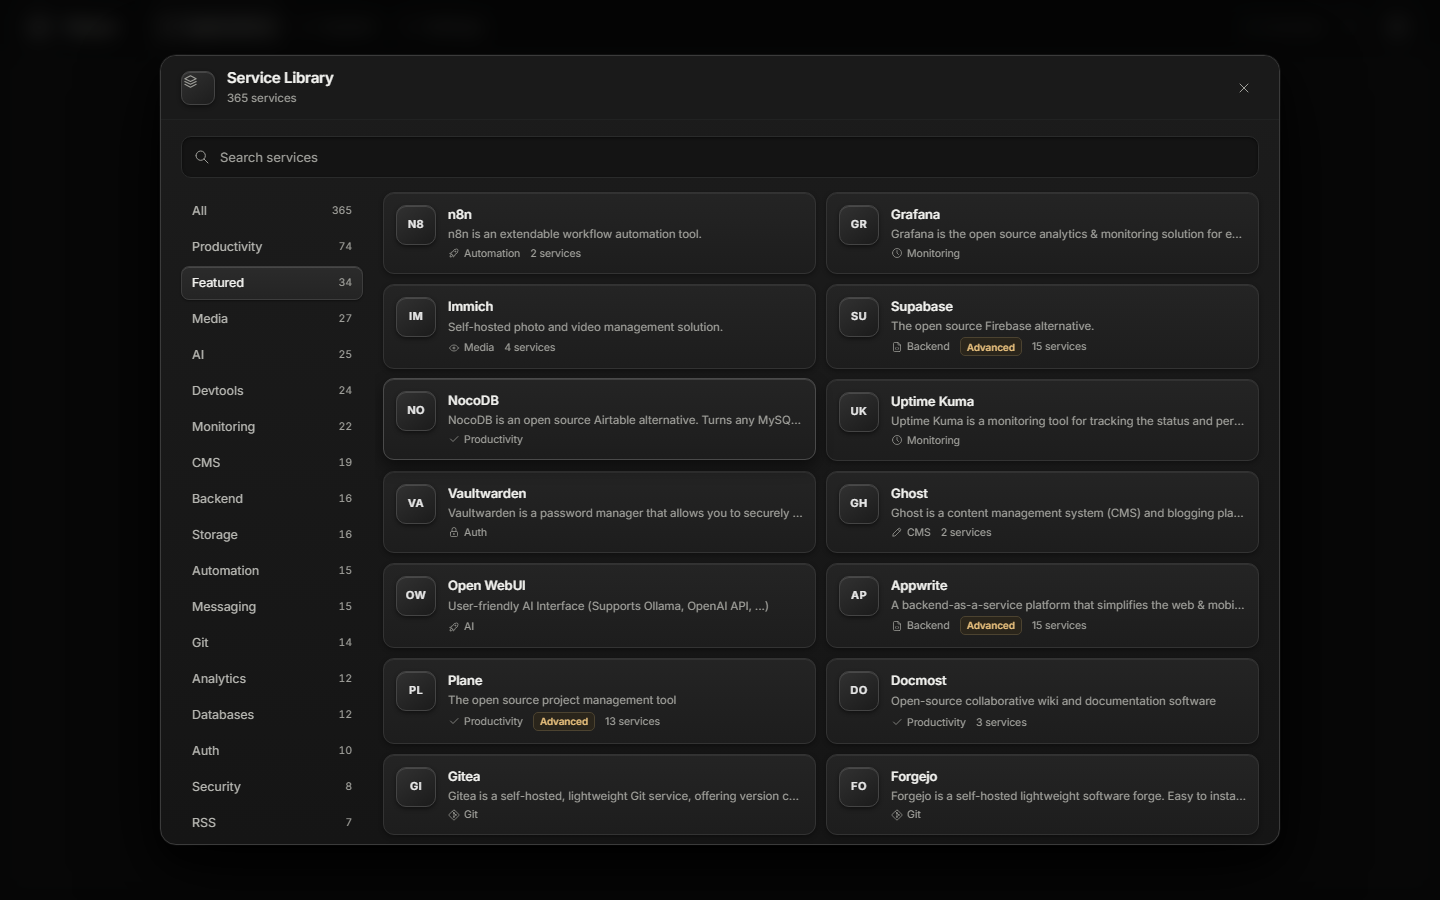 Service Library
365 services
Search services
All 365
Productivity 74
Featured 34
Media 27
AI 25
Devtools 24
Monitoring 22
CMS 19
Backend 16
Storage 16
Automation 15
Messaging 15
Git 14
Analytics 12
Databases 12
Auth 10
Security 8
RSS 7
N8
n8n
n8n is an extendable workflow automation tool.
Automation 2 services
GR
Grafana
Grafana is the open source analytics & monitoring solution for e...
Monitoring
IM
Immich
Self-hosted photo and video management solution.
Media 4 services
SU
Supabase
The open source Firebase alternative.
Backend Advanced 15 services
NO
NocoDB
NocoDB is an open source Airtable alternative. Turns any MySQ...
Productivity
UK
Uptime Kuma
Uptime Kuma is a monitoring tool for tracking the status and per...
Monitoring
VA
Vaultwarden
Vaultwarden is a password manager that allows you to securely ...
Auth
GH
Ghost
Ghost is a content management system (CMS) and blogging pla...
CMS 2 services
OW
Open WebUI
User-friendly AI Interface (Supports Ollama, OpenAI API, ...)
AI
AP
Appwrite
A backend-as-a-service platform that simplifies the web & mobi...
Backend Advanced 15 services
PL
Plane
The open source project management tool
Productivity Advanced 13 services
DO
Docmost
Open-source collaborative wiki and documentation software
Productivity 3 services
GI
Gitea
Gitea is a self-hosted, lightweight Git service, offering version c...
Git
FO
Forgejo
Forgejo is a self-hosted lightweight software forge. Easy to insta...
Git